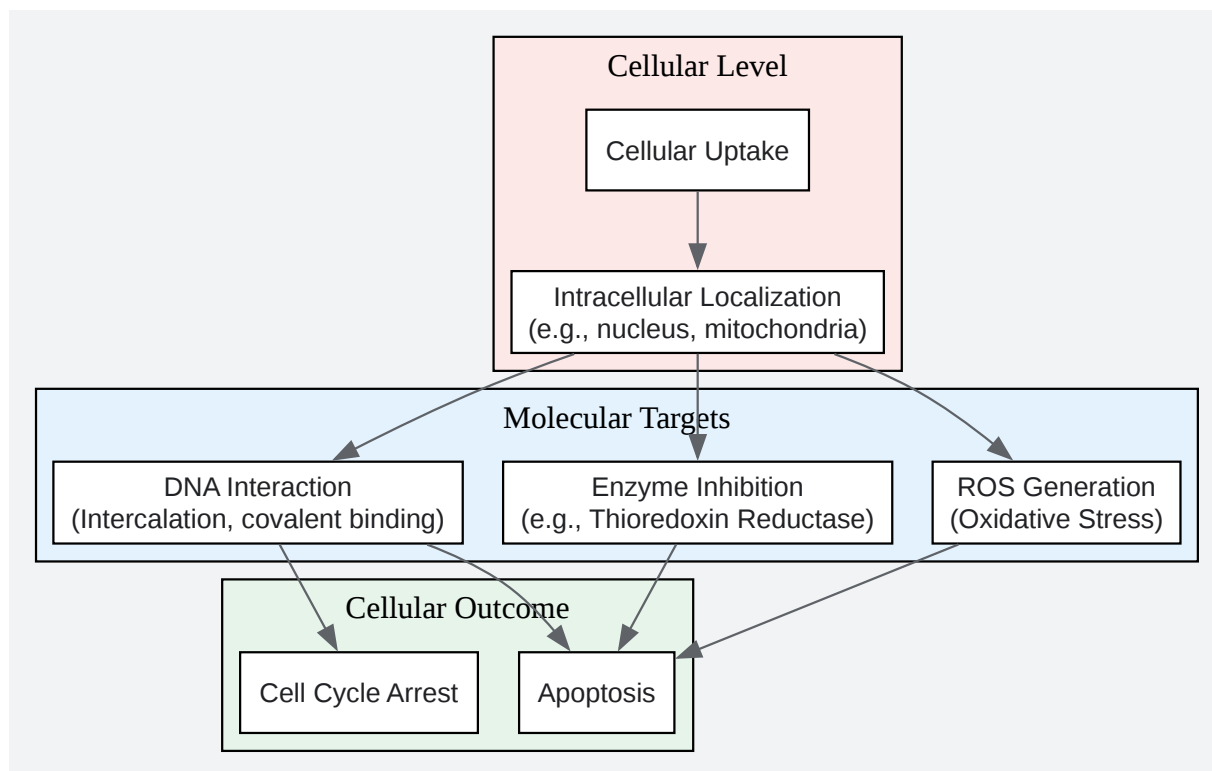 Cellular Level
Cellular Uptake
Intracellular Localization
(e.g., nucleus, mitochondria)
Molecular Targets
DNA Interaction
(Intercalation, covalent binding)
Enzyme Inhibition
(e.g., Thioredoxin Reductase)
ROS Generation
(Oxidative Stress)
Cellular Outcome
Cell Cycle Arrest
Apoptosis